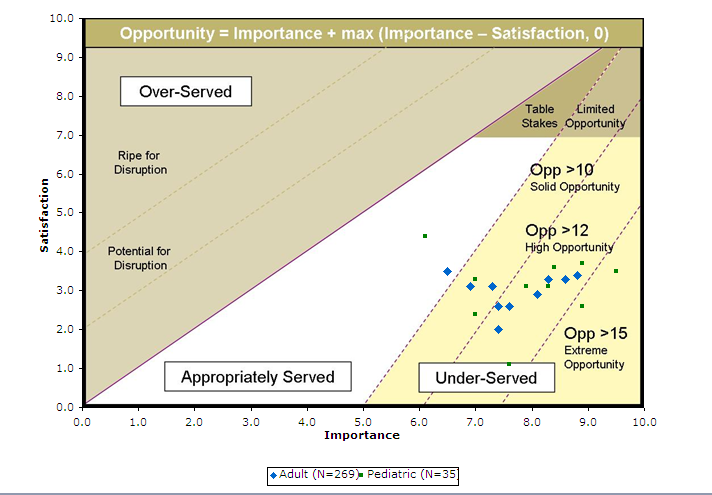 Opportunity = Importance + max (Importance – Satisfaction, 0)
10.0
9.0
8.0
7.0
6.0
5.0
4.0
3.0
2.0
1.0
0.0
Satisfaction
Over-Served
Table
Stakes
Limited
Opportunity
Ripe for
Disruption
Opp >10
Solid Opportunity
Opp >12
High Opportunity
Potential for
Disruption
Opp >15
Extreme
Opportunity
Appropriately Served
Under-Served
0.0 1.0 2.0 3.0 4.0 5.0 6.0 7.0 8.0 9.0 10.0
Importance
Adult (N=269) Pediatric (N=35)